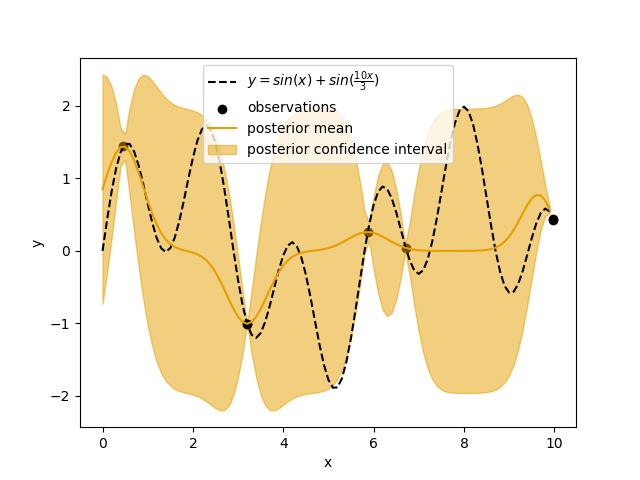 y = sin(x) + sin(10x/3)
observations
posterior mean
posterior confidence interval
2
1
0
−1
−2
y
0 2 4 6 8 10
x